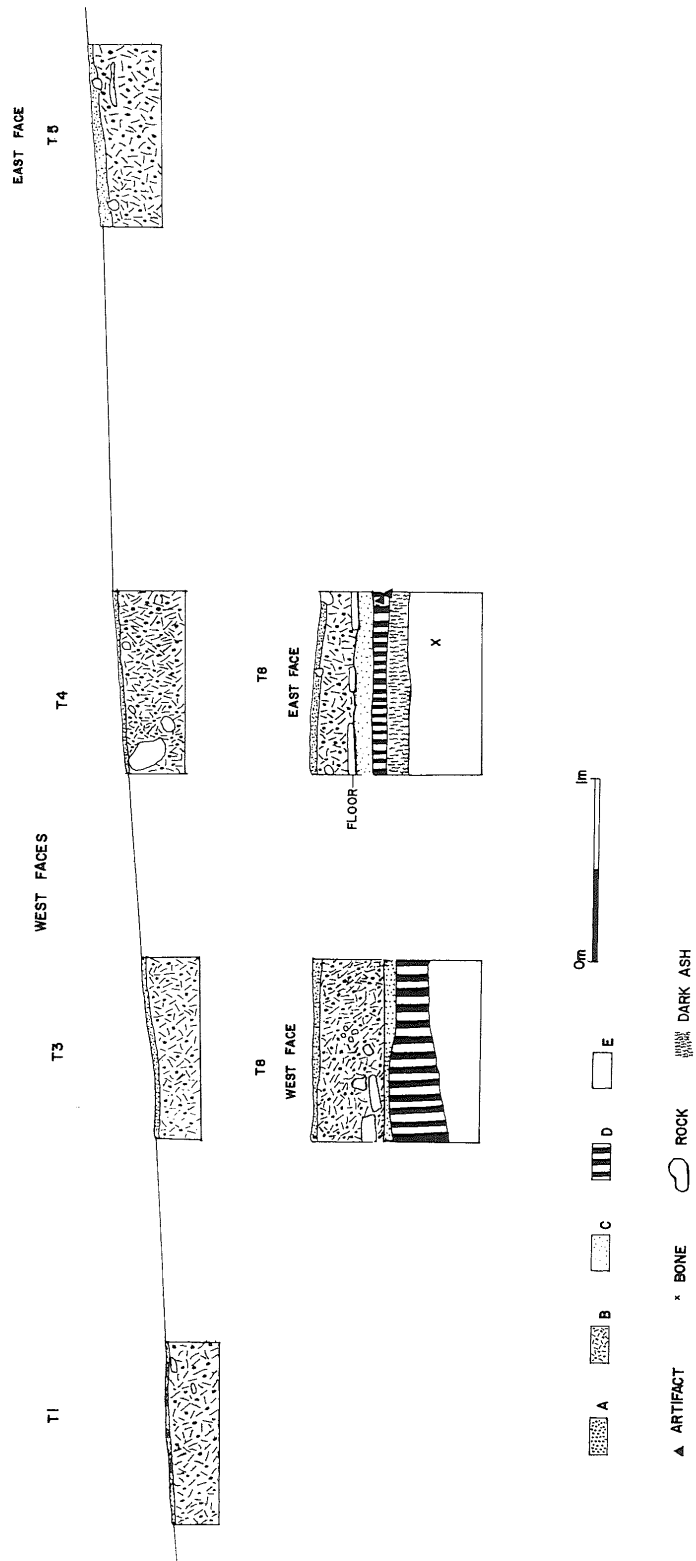 WEST FACES
EAST FACE
T1
T3
T4
T5
T8
WEST FACE
T8
EAST FACE
FLOOR
0m
1m
A
B
C
D
E
ARTIFACT
x BONE
ROCK
DARK ASH
X